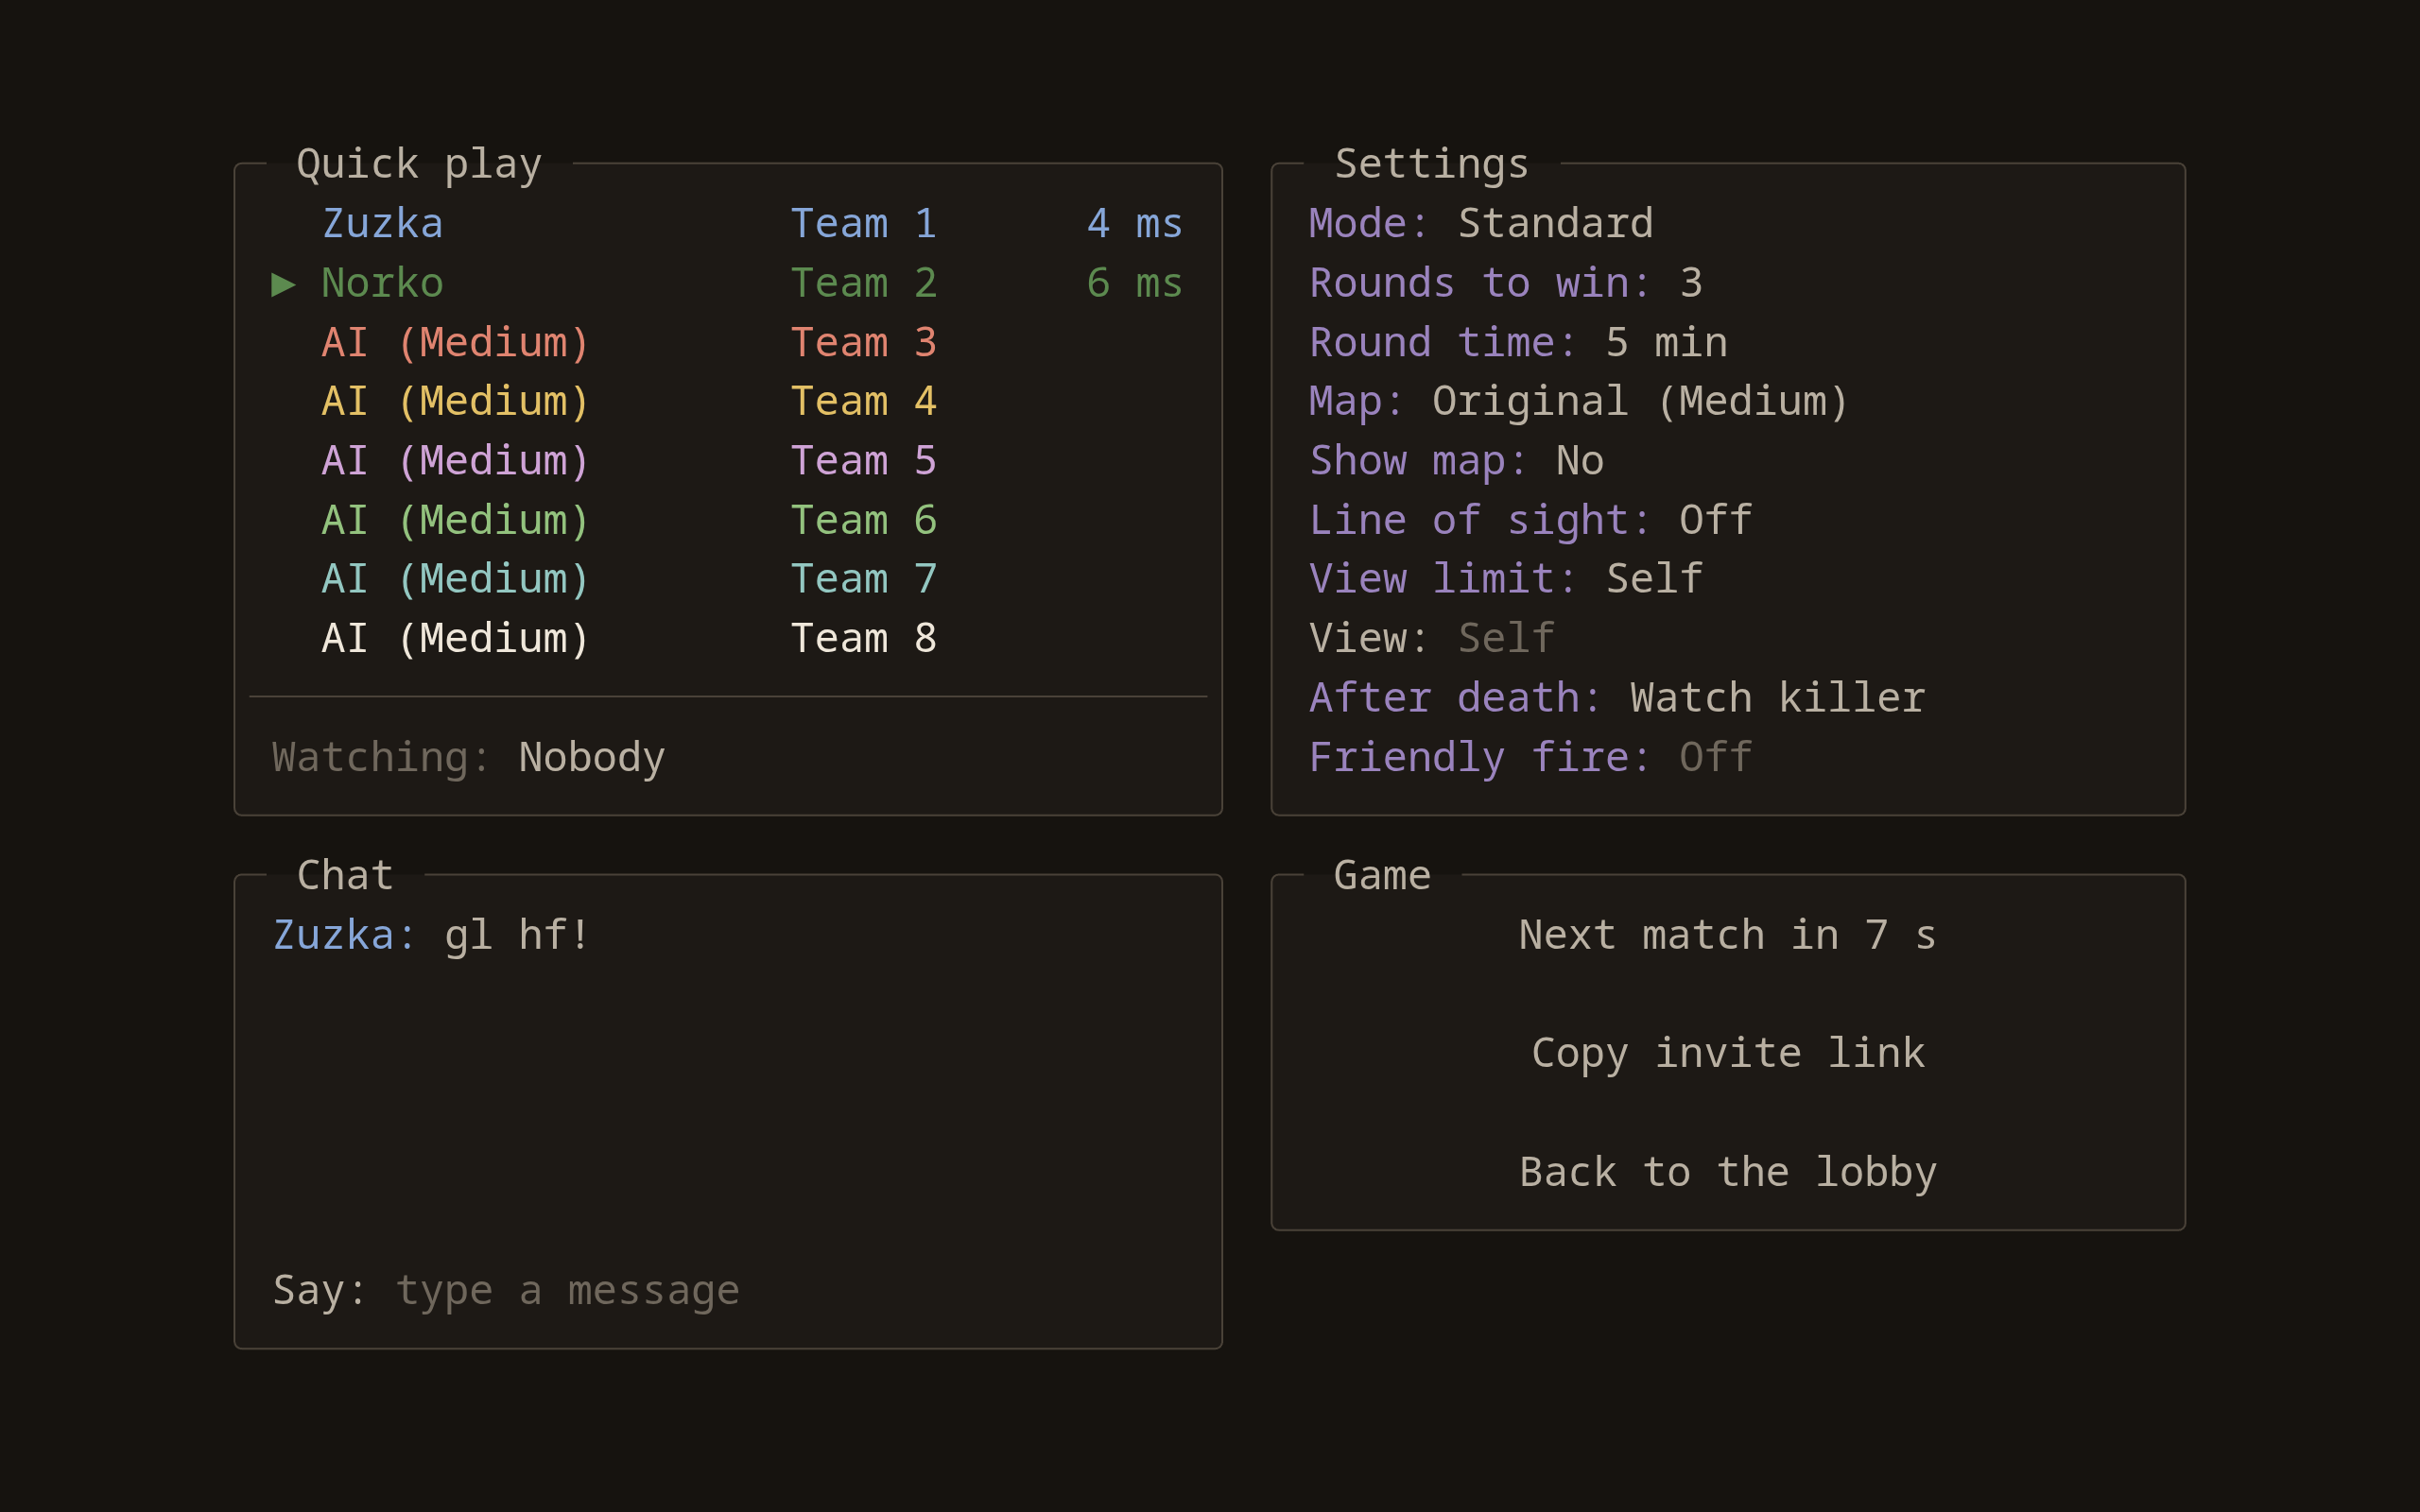 Quick play
Zuzka Team 1 4 ms
▶ Norko Team 2 6 ms
AI (Medium) Team 3
AI (Medium) Team 4
AI (Medium) Team 5
AI (Medium) Team 6
AI (Medium) Team 7
AI (Medium) Team 8
Watching: Nobody
Settings
Mode: Standard
Rounds to win: 3
Round time: 5 min
Map: Original (Medium)
Show map: No
Line of sight: Off
View limit: Self
View: Self
After death: Watch killer
Friendly fire: Off
Chat
Zuzka: gl hf!
Say: type a message
Game
Next match in 7 s
Copy invite link
Back to the lobby